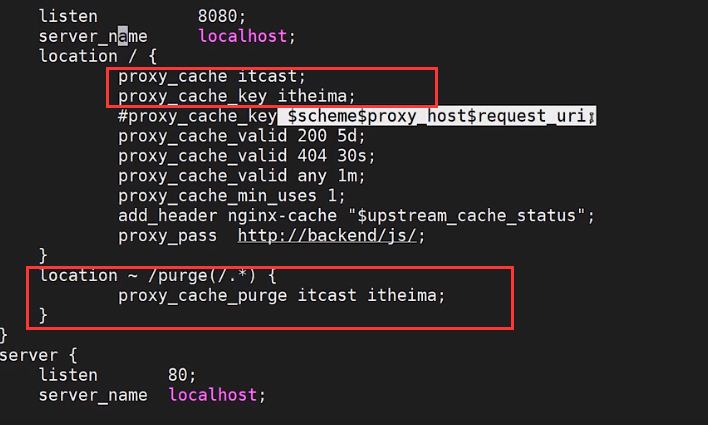 listen 8080;
server_name localhost;
location / {
proxy_cache itcast;
proxy_cache_key itheima;
#proxy_cache_key $scheme$proxy_host$request_uri;
proxy_cache_valid 200 5d;
proxy_cache_valid 404 30s;
proxy_cache_valid any 1m;
proxy_cache_min_uses 1;
add_header nginx-cache "$upstream_cache_status";
proxy_pass http://backend/js/;
}
location ~ /purge(/.*) {
proxy_cache_purge itcast itheima;
}
}
server {
listen 80;
server_name localhost;